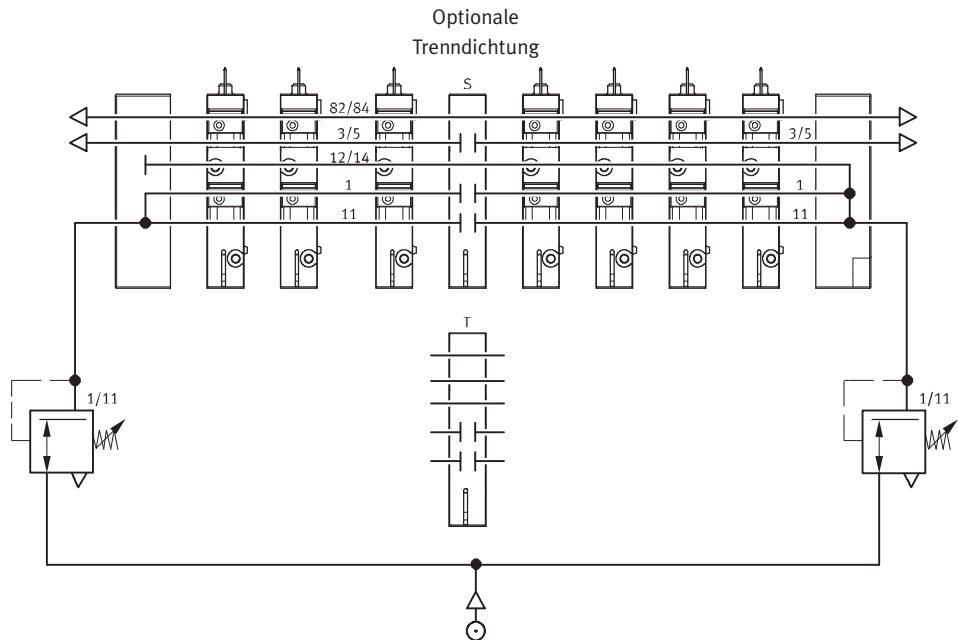 Optionale
Trenndichtung
S
82/84
3/5 3/5
12/14
1 1
11 11
T
1/11 1/11